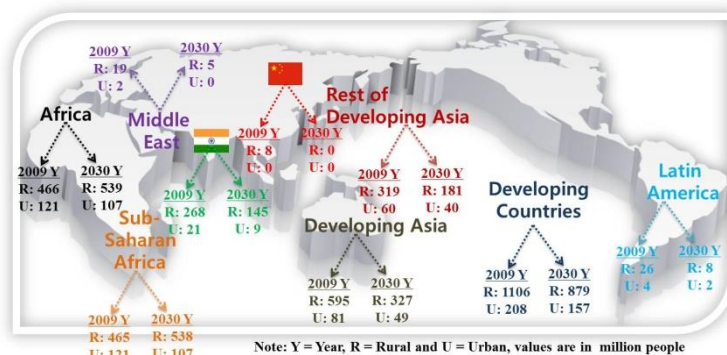 2009 Y
R: 19
U: 2
2030 Y
R: 5
U: 0
Middle
East
Africa
2009 Y
R: 466
U: 121
2030 Y
R: 539
U: 107
2009 Y
R: 8
U: 0
2030 Y
R: 0
U: 0
Rest of
Developing Asia
2009 Y
R: 319
U: 60
2030 Y
R: 181
U: 40
2009 Y
R: 268
U: 21
2030 Y
R: 145
U: 9
Sub-
Saharan
Africa
2009 Y
R: 465
U: 121
2030 Y
R: 538
U: 107
Developing Asia
2009 Y
R: 595
U: 81
2030 Y
R: 327
U: 49
Developing
Countries
2009 Y
R: 1106
U: 208
2030 Y
R: 879
U: 157
Latin
America
2009 Y
R: 26
U: 4
2030 Y
R: 8
U: 2
Note: Y = Year, R = Rural and U = Urban, values are in million people